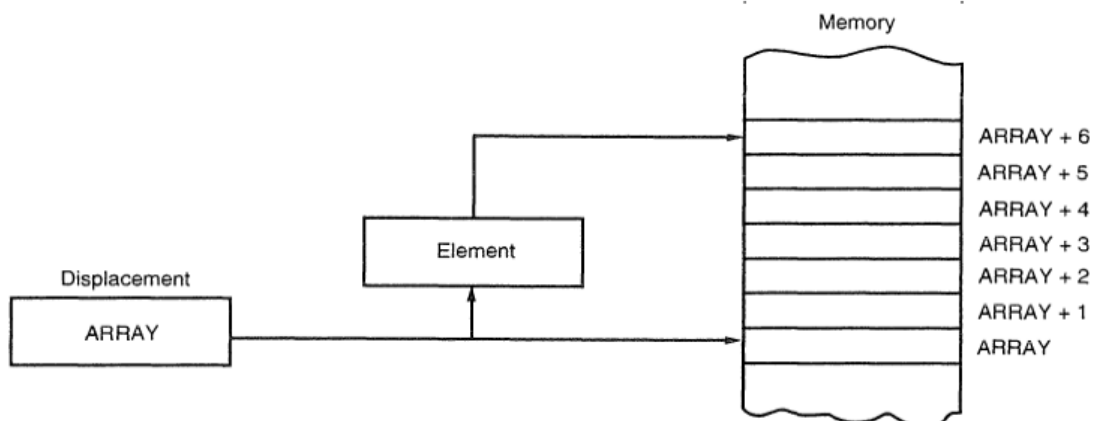 Memory
ARRAY + 6
ARRAY + 5
ARRAY + 4
Element
ARRAY + 3
Displacement
ARRAY + 2
ARRAY + 1
ARRAY
ARRAY